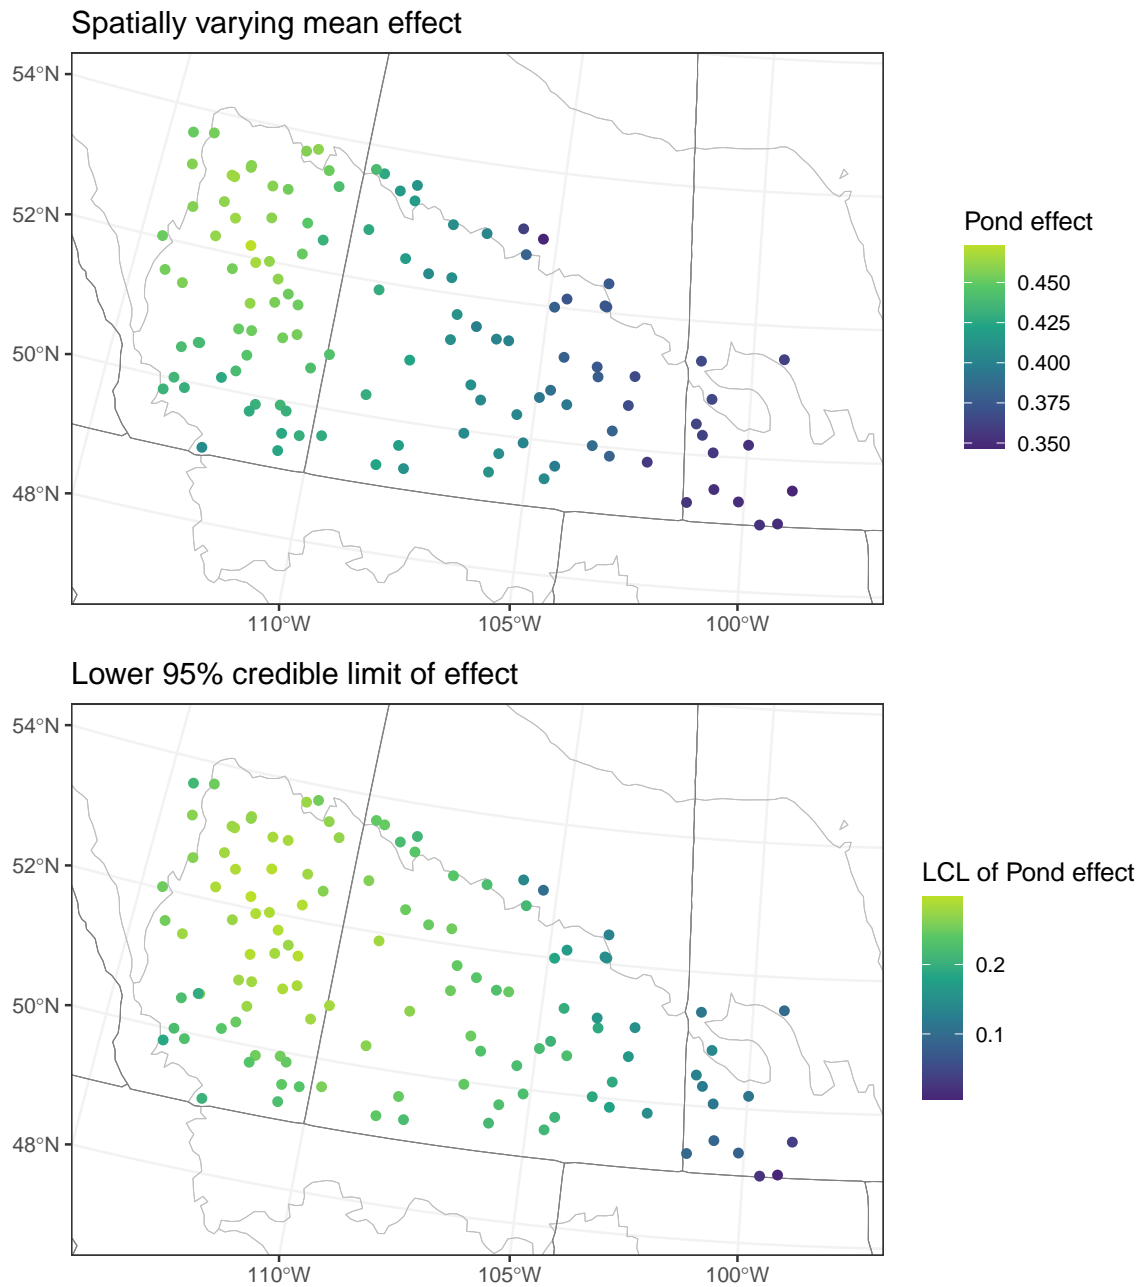 Spatially varying mean effect
54°N
52°N
50°N
48°N
110°W
105°W
100°W
Pond effect
0.450
0.425
0.400
0.375
0.350
Lower 95% credible limit of effect
54°N
52°N
50°N
48°N
110°W
105°W
100°W
LCL of Pond effect
0.2
0.1